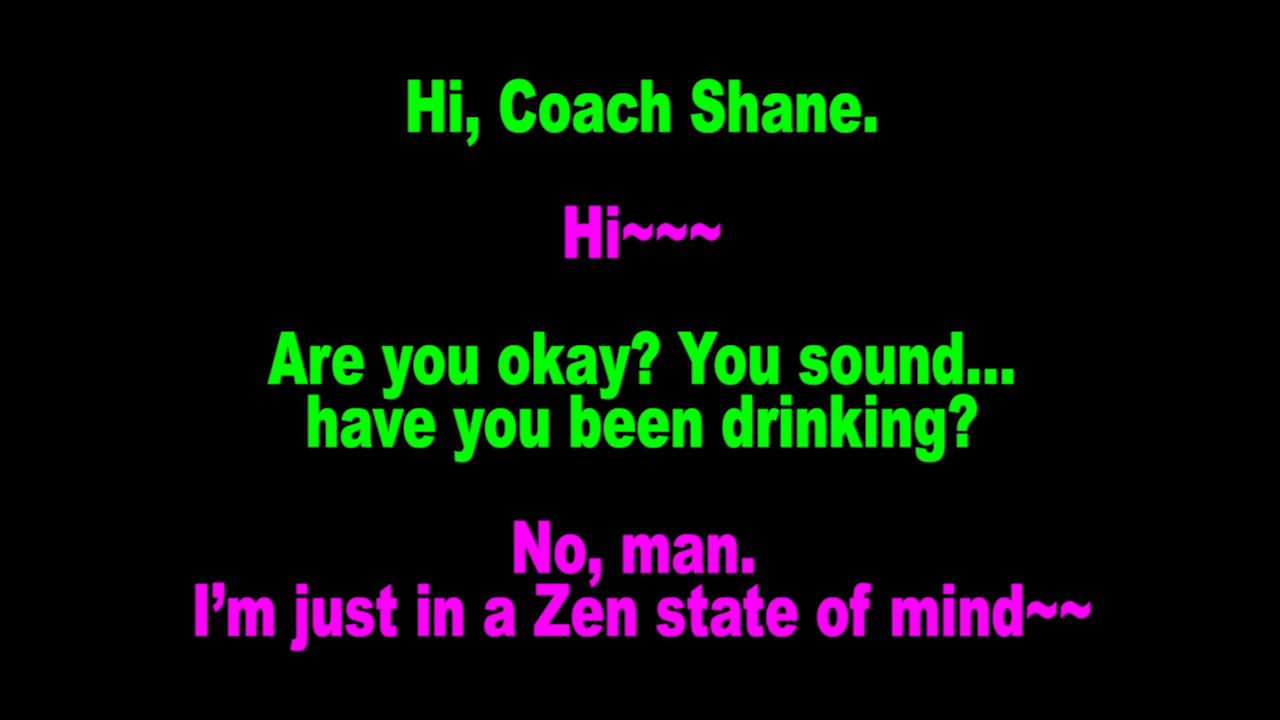 Hi, Coach Shane.
Hi~~~
Are you okay? You sound...
have you been drinking?
No, man.
I’m just in a Zen state of mind~~